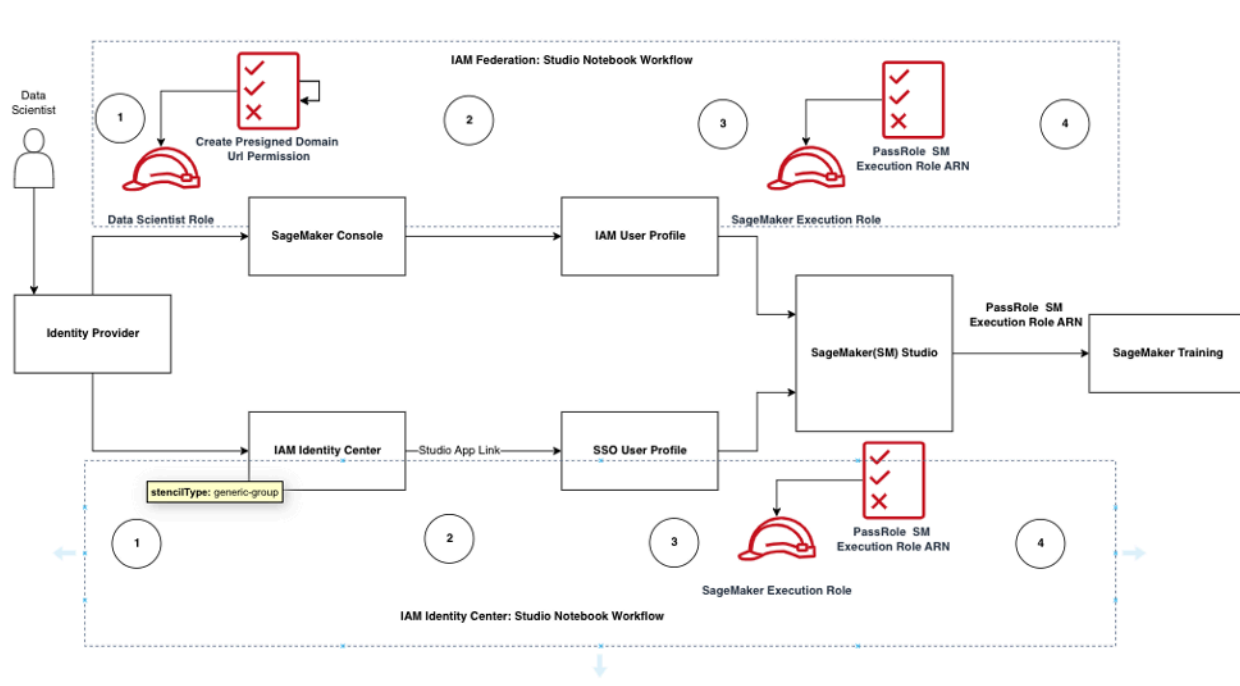 IAM Federation: Studio Notebook Workflow
Data
Scientist
1
2
3
4
Create Presigned Domain
Url Permission
PassRole SM
Execution Role ARN
Data Scientist Role
SageMaker Execution Role
SageMaker Console
IAM User Profile
Identity Provider
PassRole SM
Execution Role ARN
SageMaker(SM) Studio
SageMaker Training
IAM Identity Center
Studio App Link
SSO User Profile
stencilType: generic-group
1
2
3
4
PassRole SM
Execution Role ARN
SageMaker Execution Role
IAM Identity Center: Studio Notebook Workflow